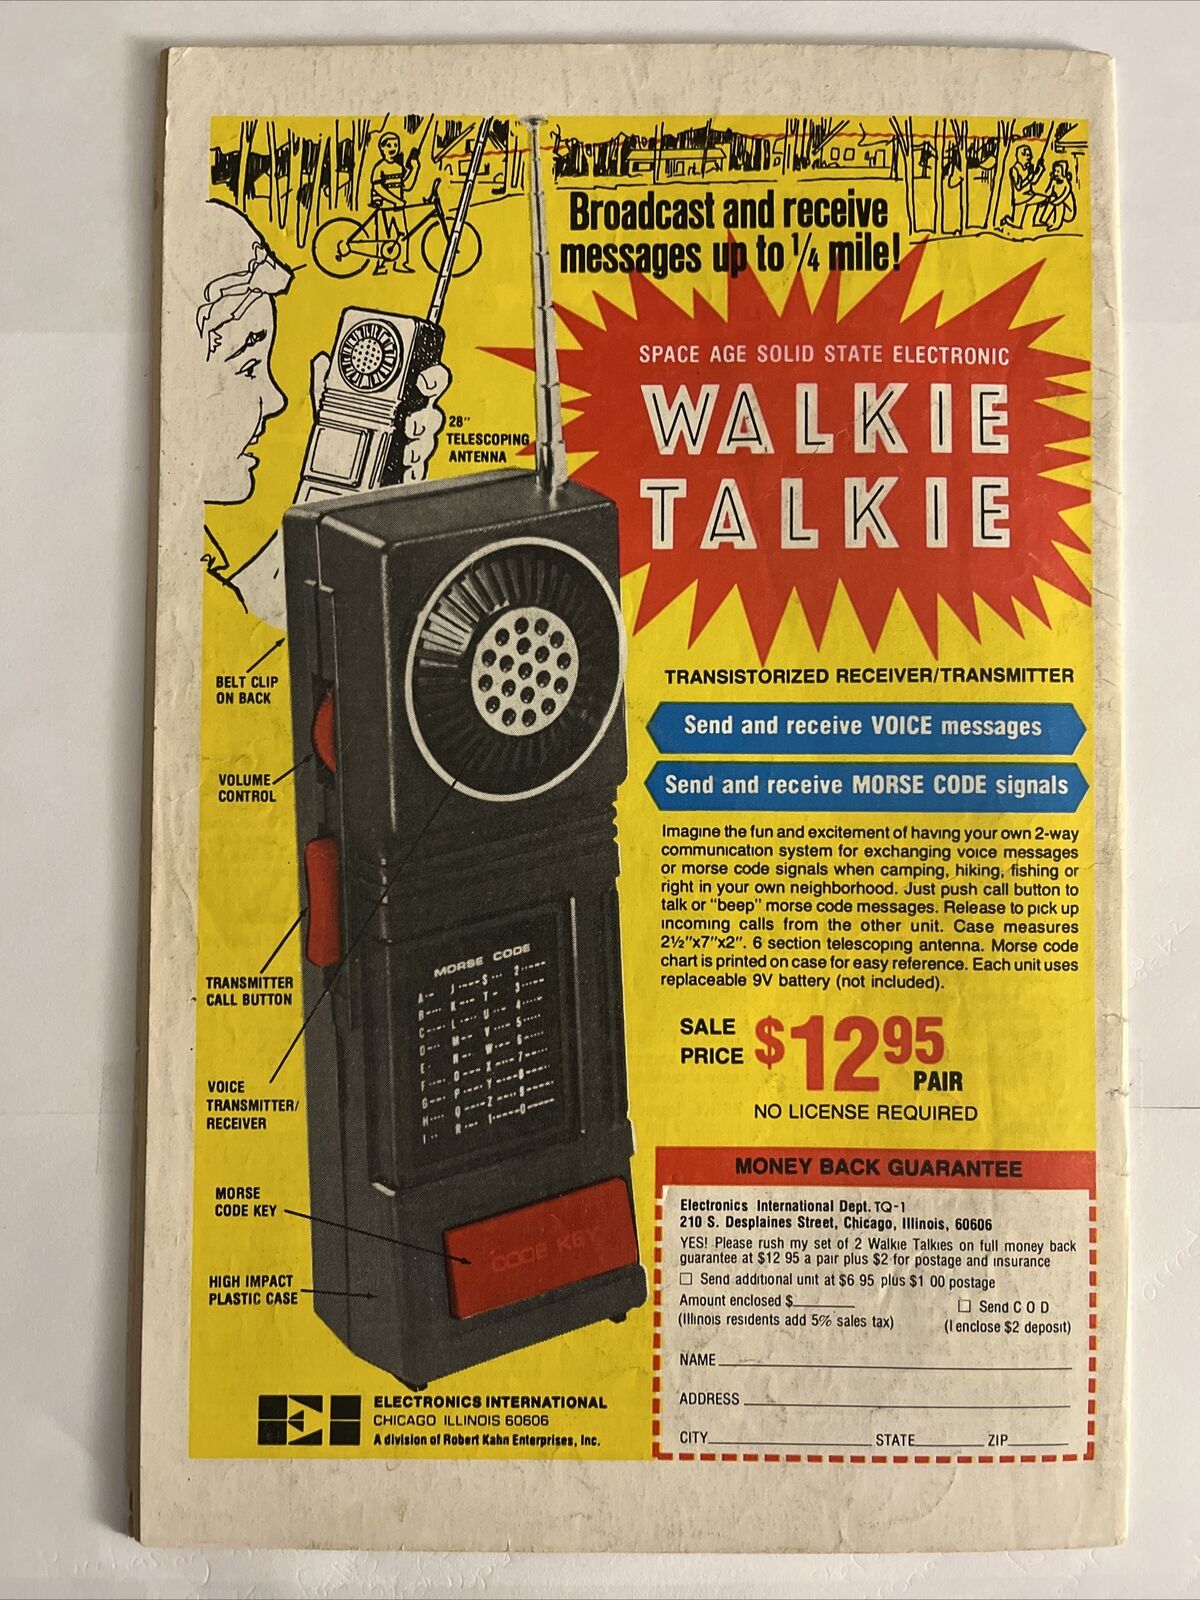 Broadcast and receive
messages up to 1/4 mile!
SPACE AGE SOLID STATE ELECTRONIC
WALKIE
TALKIE
28"
TELESCOPING
ANTENNA
BELT CLIP
ON BACK
VOLUME
CONTROL
TRANSMITTER
CALL BUTTON
VOICE
TRANSMITTER/
RECEIVER
MORSE
CODE KEY
HIGH IMPACT
PLASTIC CASE
MORSE CODE
CODE KEY
TRANSISTORIZED RECEIVER/TRANSMITTER
Send and receive VOICE messages
Send and receive MORSE CODE signals
Imagine the fun and excitement of having your own 2-way
communication system for exchanging voice messages
or morse code signals when camping, hiking, fishing or
right in your own neighborhood. Just push call button to
talk or "beep" morse code messages. Release to pick up
incoming calls from the other unit. Case measures
2½"x7"x2". 6 section telescoping antenna. Morse code
chart is printed on case for easy reference. Each unit uses
replaceable 9V battery (not included).
SALE
PRICE $12 95
PAIR
NO LICENSE REQUIRED
MONEY BACK GUARANTEE
Electronics International Dept. TQ-1
210 S. Desplaines Street, Chicago, Illinois, 60606
YES! Please rush my set of 2 Walkie Talkies on full money back
guarantee at $12 95 a pair plus $2 for postage and insurance
☐ Send additional unit at $6 95 plus $1 00 postage
Amount enclosed $________ ☐ Send C O D
(Illinois residents add 5% sales tax) (I enclose $2 deposit)
NAME
ADDRESS
CITY STATE ZIP
ELECTRONICS INTERNATIONAL
CHICAGO ILLINOIS 60606
A division of Robert Kahn Enterprises, Inc.